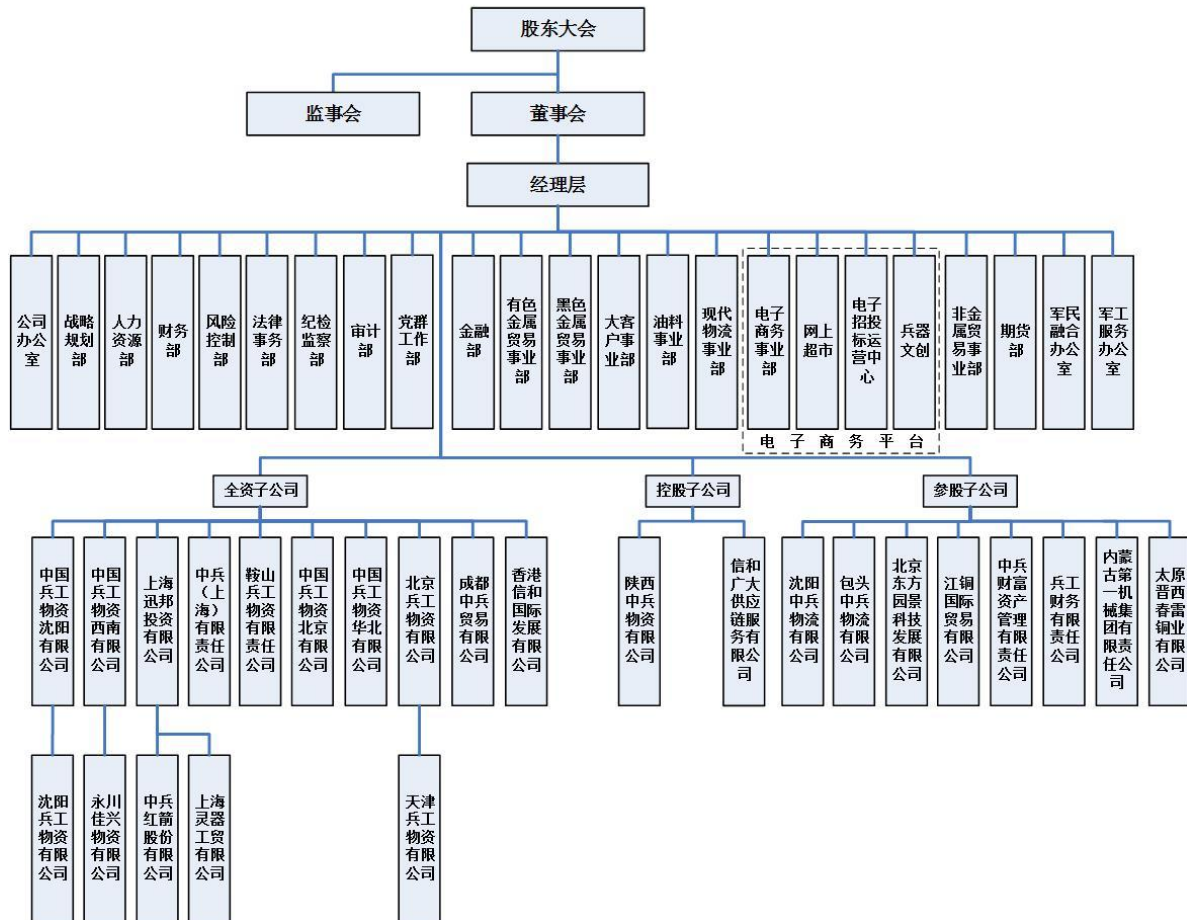 股东大会
监事会
董事会
经理层
公司办公室
战略规划部
人力资源部
财务部
风险控制部
法律事务部
纪检监察部
审计部
党群工作部
金融部
有色金属贸易事业部
黑色金属贸易事业部
大客户事业部
油料事业部
现代物流事业部
电子商务事业部
网上超市
电子招投标运营中心
兵器文创
非金属贸易事业部
期货部
军民融合办公室
军工服务办公室
电子商务平台
全资子公司
控股子公司
参股子公司
中国兵工物资沈阳有限公司
中国兵工物资西南有限公司
上海迅邦投资有限公司
中兵（上海）有限责任公司
鞍山兵工物资有限责任公司
中国兵工物资北京有限公司
中国兵工物资华北有限公司
北京兵工物资有限公司
成都中兵贸易有限公司
香港信和国际发展有限公司
陕西中兵物资有限公司
信和广大供应链服务有限公司
沈阳中兵物流有限公司
包头中兵物流有限公司
北京东方园景科技发展有限公司
江铜国际贸易有限公司
中兵财富资产管理有限责任公司
兵工财务有限责任公司
内蒙古第一机械集团有限责任公司
太原晋西春雷铜业有限公司
沈阳兵工物资有限公司
永川佳兴物资有限公司
中兵红箭股份有限公司
上海灵器工贸有限公司
天津兵工物资有限公司